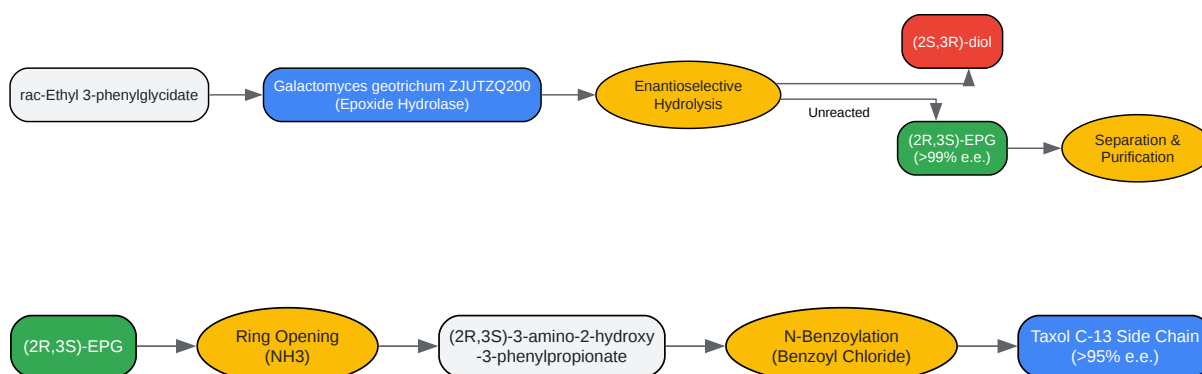 rac-Ethyl 3-phenylglycidate
Galactomyces geotrichum ZJUTZQ200
(Epoxide Hydrolase)
Enantioselective
Hydrolysis
(2S,3R)-diol
Unreacted
(2R,3S)-EPG
(>99% e.e.)
Separation &
Purification
(2R,3S)-EPG
Ring Opening
(NH3)
(2R,3S)-3-amino-2-hydroxy
-3-phenylpropionate
N-Benzoylation
(Benzoyl Chloride)
Taxol C-13 Side Chain
(>95% e.e.)